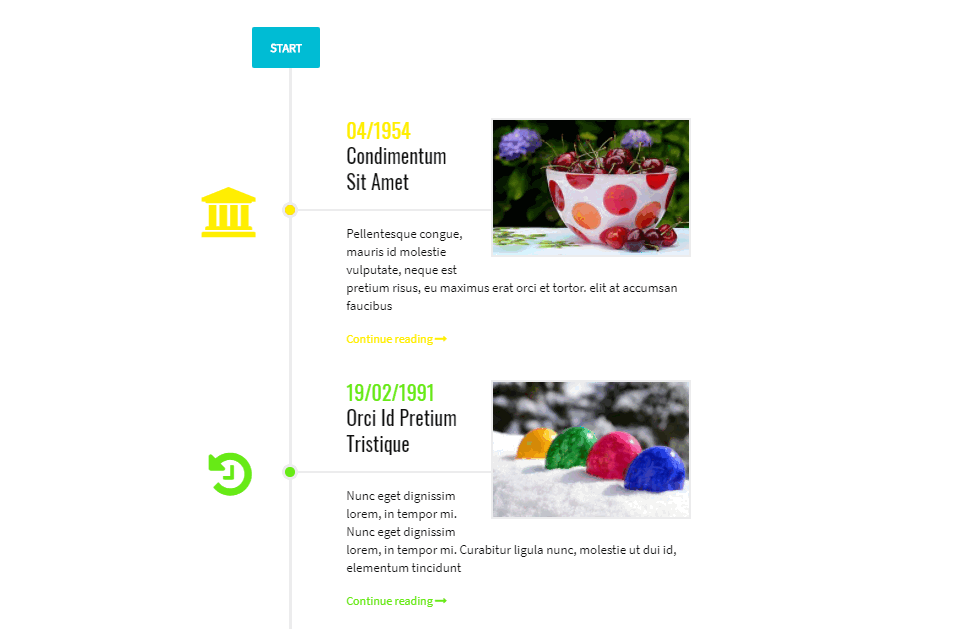 START
04/1954
Condimentum
Sit Amet
Pellentesque congue,
mauris id molestie
vulputate, neque est
pretium risus, eu maximus erat orci et tortor. elit at accumsan
faucibus
Continue reading
19/02/1991
Orci Id Pretium
Tristique
Nunc eget dignissim
lorem, in tempor mi.
Nunc eget dignissim
lorem, in tempor mi. Curabitur ligula nunc, molestie ut dui id,
elementum tincidunt
Continue reading